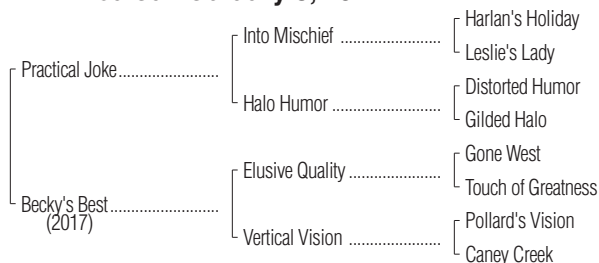 Harlan's Holiday
Into Mischief ....................
Leslie's Lady
Practical Joke.....................
Distorted Humor
Halo Humor ......................
Gilded Halo
Gone West
Elusive Quality ...................
Touch of Greatness
Becky's Best.......................
(2017)
Pollard's Vision
Vertical Vision ...................
Caney Creek